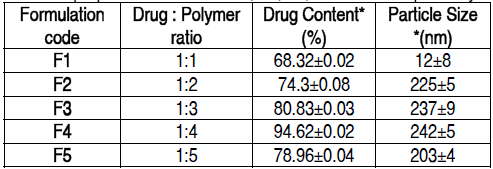 Formulation code | Drug : Polymer ratio | Drug Content* (%) | Particle Size *(nm)
F1 | 1:1 | 68.32±0.02 | 12±8
F2 | 1:2 | 74.3±0.08 | 225±5
F3 | 1:3 | 80.83±0.03 | 237±9
F4 | 1:4 | 94.62±0.02 | 242±5
F5 | 1:5 | 78.96±0.04 | 203±4